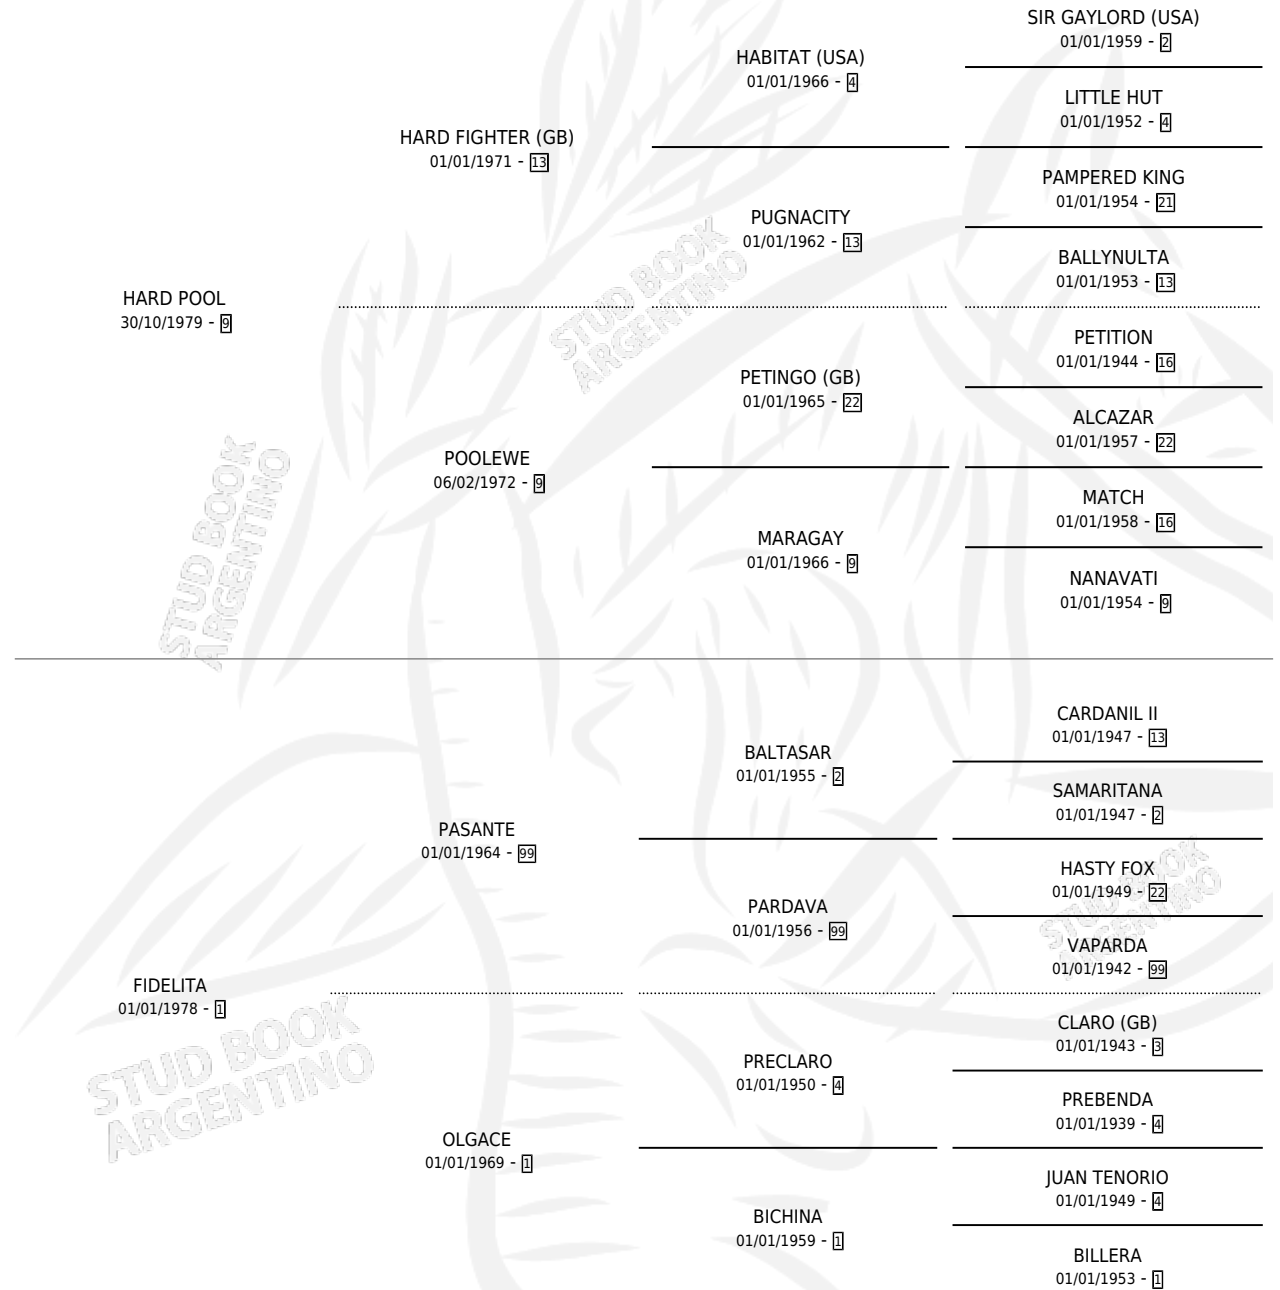 SIR GAYLORD (USA)
01/01/1959 - 2
HABITAT (USA)
01/01/1966 - 4
LITTLE HUT
01/01/1952 - 4
HARD FIGHTER (GB)
01/01/1971 - 13
PAMPERED KING
01/01/1954 - 21
PUGNACITY
01/01/1962 - 13
BALLYNULTA
01/01/1953 - 13
HARD POOL
30/10/1979 - 9
STUD BOOK
ARGENTINO
PETITION
01/01/1944 - 16
PETINGO (GB)
01/01/1965 - 22
ALCAZAR
01/01/1957 - 22
POOLEWE
06/02/1972 - 9
MATCH
01/01/1958 - 16
MARAGAY
01/01/1966 - 9
NANAVATI
01/01/1954 - 9
STUD BOOK
ARGENTINO
CARDANIL II
01/01/1947 - 13
BALTASAR
01/01/1955 - 2
SAMARITANA
01/01/1947 - 2
PASANTE
01/01/1964 - 99
HASTY FOX
01/01/1949 - 22
PARDAVA
01/01/1956 - 99
STUD BOOK
ARGENTINO
VAPARDA
01/01/1942 - 99
FIDELITA
01/01/1978 - 1
CLARO (GB)
01/01/1943 - 3
STUD BOOK
ARGENTINO
PRECLARO
01/01/1950 - 4
PREBENDA
01/01/1939 - 4
OLGACE
01/01/1969 - 1
JUAN TENORIO
01/01/1949 - 4
BICHINA
01/01/1959 - 1
BILLERA
01/01/1953 - 1